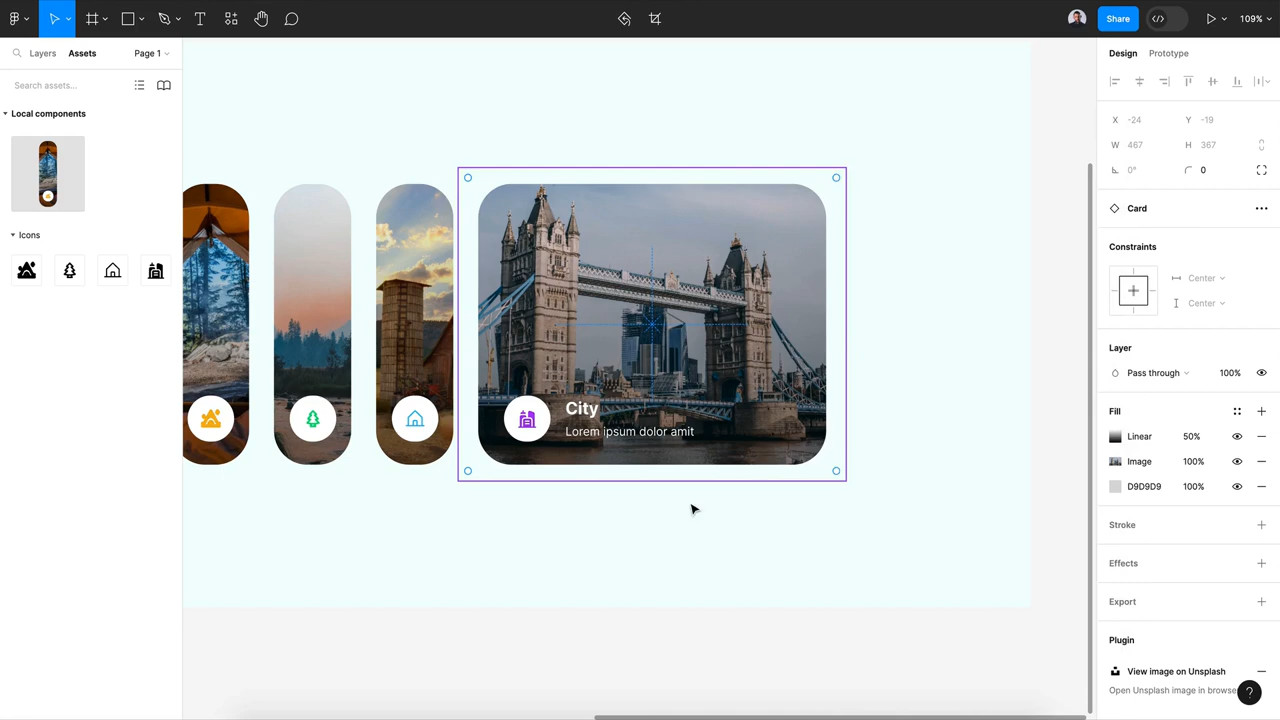 Share
109%
Layers
Assets
Page 1
Design
Prototype
Search assets...
Local components
Icons
City
Lorem ipsum dolor amit
X -24
Y -19
W 467
H 367
0°
0
Card
Constraints
Center
Center
Layer
Pass through
100%
Fill
Linear
50%
Image
100%
D9D9D9
100%
Stroke
Effects
Export
Plugin
View image on Unsplash
Open Unsplash image in browse
?